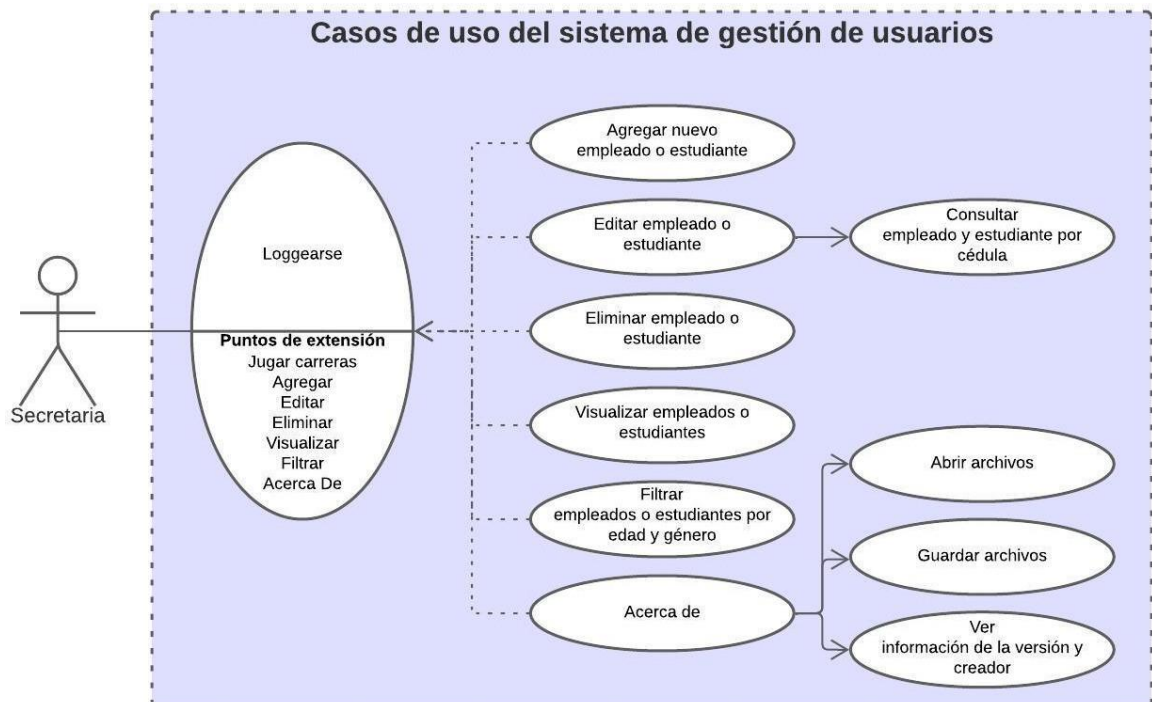 Casos de uso del sistema de gestión de usuarios
Secretaria
Loggearse
Puntos de extensión
Jugar carreras
Agregar
Editar
Eliminar
Visualizar
Filtrar
Acerca De
Agregar nuevo
empleado o estudiante
Editar empleado o
estudiante
Consultar
empleado y estudiante por
cédula
Eliminar empleado o
estudiante
Visualizar empleados o
estudiantes
Filtrar
empleados o estudiantes por
edad y género
Acerca de
Abrir archivos
Guardar archivos
Ver
información de la versión y
creador